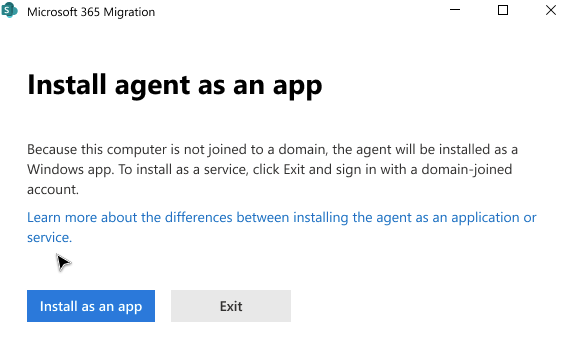 Microsoft 365 Migration
Install agent as an app
Because this computer is not joined to a domain, the agent will be installed as a
Windows app. To install as a service, click Exit and sign in with a domain-joined
account.
Learn more about the differences between installing the agent as an application or
service.
Install as an app
Exit